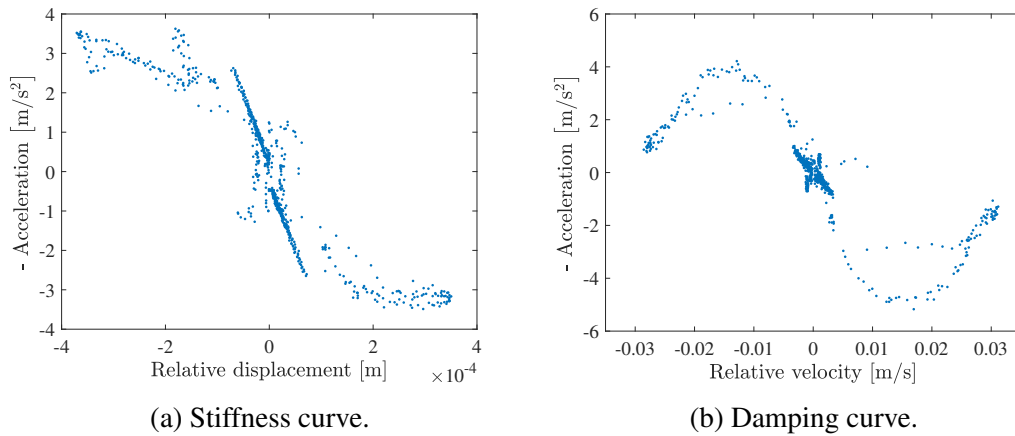 4
3
2
1
0
-1
-2
-3
-4
- Acceleration [m/s²]
-4 -2 0 2 4
Relative displacement [m] ×10⁻⁴
(a) Stiffness curve.
6
4
2
0
-2
-4
-6
- Acceleration [m/s²]
-0.03 -0.02 -0.01 0 0.01 0.02 0.03
Relative velocity [m/s]
(b) Damping curve.